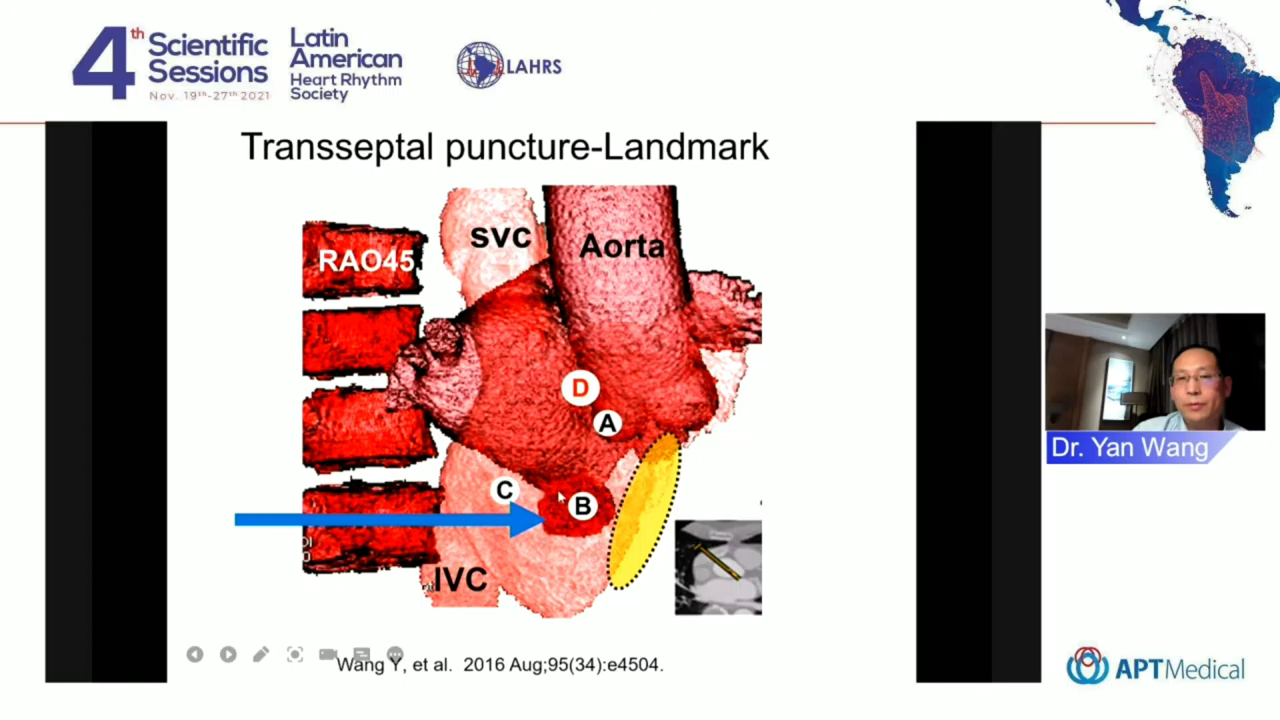 4th Scientific Sessions
Nov. 19th-27th 2021
Latin
American
Heart Rhythm
Society
LAHRS
Transseptal puncture-Landmark
svc
Aorta
RAO45
D
A
C
B
IVC
Dr. Yan Wang
Wang Y, et al. 2016 Aug;95(34):e4504.
APT Medical